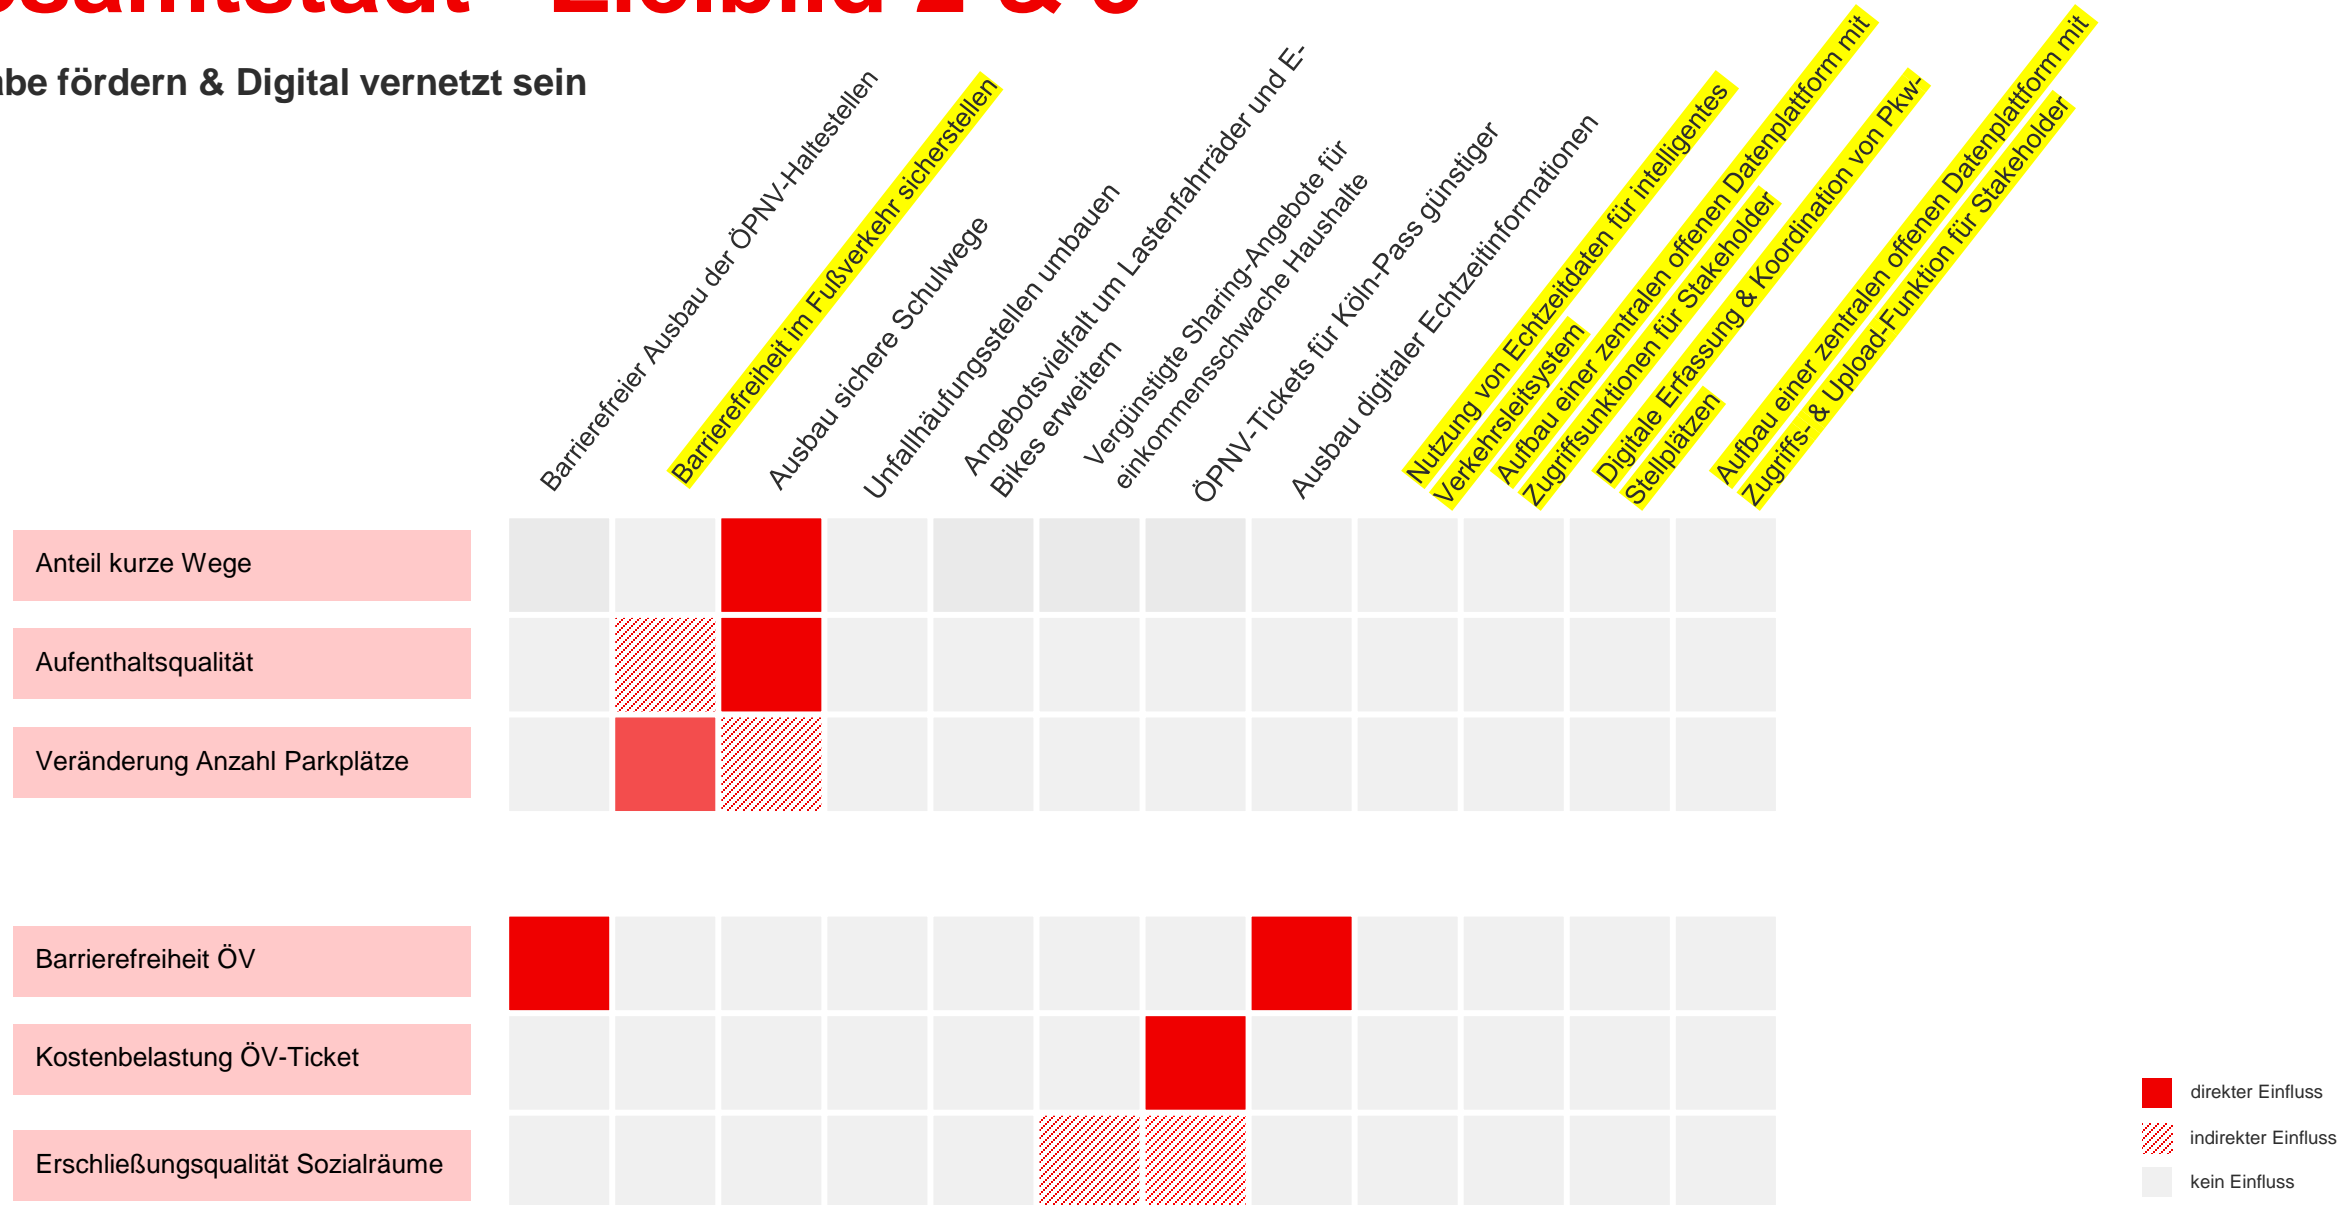 & 
abe fördern & Digital vernetzt sein
Barrierefreier Ausbau der ÖPNV-Haltestellen
Barrierefreiheit im Fußverkehr sicherstellen
Ausbau sichere Schulwege
Unfallhäufungsstellen umbauen
Angebotsvielfalt um Lastenfahrräder und E-
Bikes erweitern
Vergünstigte Sharing-Angebote für
einkommensschwache Haushalte
ÖPNV-Tickets für Köln-Pass günstiger
Ausbau digitaler Echtzeitinformationen
Nutzung von Echtzeitdaten für intelligentes
Verkehrsleitsystem
Aufbau einer zentralen offenen Datenplattform mit
Zugriffsunktionen für Stakeholder
Digitale Erfassung & Koordination von Pkw-
Stellplätzen
Aufbau einer zentralen offenen Datenplattform mit
Zugriffs- & Upload-Funktion für Stakeholder
Anteil kurze Wege
Aufenthaltsqualität
Veränderung Anzahl Parkplätze
Barrierefreiheit ÖV
Kostenbelastung ÖV-Ticket
Erschließungsqualität Sozialräume
direkter Einfluss
indirekter Einfluss
kein Einfluss